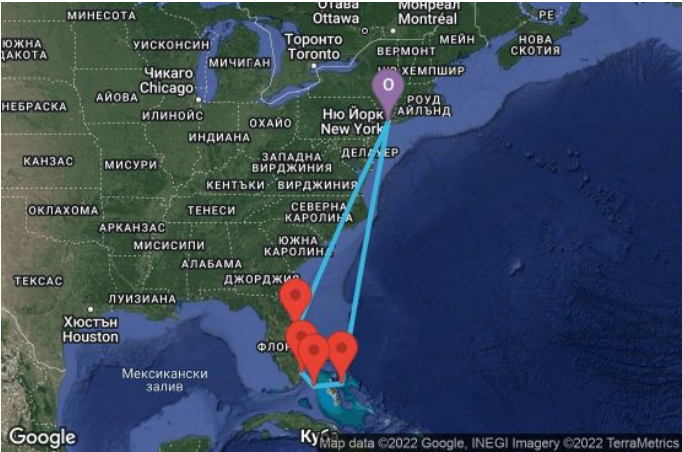 Отава
Монреал
МИНЕСОТА
Ottawa
Montréal
PE
ЮЖНА
УИСКОНСИН
Торонто
МЕЙН
НОВА
ДАКОТА
Toronto
ВЕРМОНТ
СКОТИЯ
МИЧИГАН
Чикаго
НЮ ХЕМПШИР
Chicago
O
НЕБРАСКА
АЙОВА
РОУД
АЙЛЪНД
ИЛИНОЙС
ОХАЙО
Ню Йорк
New York
ИНДИАНА
КАНЗАС
МИСУРИ
ЗАПАДНА
ДЕЛАУЕР
ВИРДЖИНИЯ
КЕНТЪКИ
ВИРДЖИНИЯ
ОКЛАХОМА
ТЕНЕСИ
СЕВЕРНА
КАРОЛИНА
АРКАНЗАС
МИСИСИПИ
ЮЖНА
КАРОЛИНА
АЛАБАМА
ТЕКСАС
ДЖОРДЖИЯ
ЛУИЗИАНА
Хюстън
Houston
ФЛОР
Мексикански
залив
Google
Куба
Map data ©2022 Google, INEGI Imagery ©2022 TerraMetrics